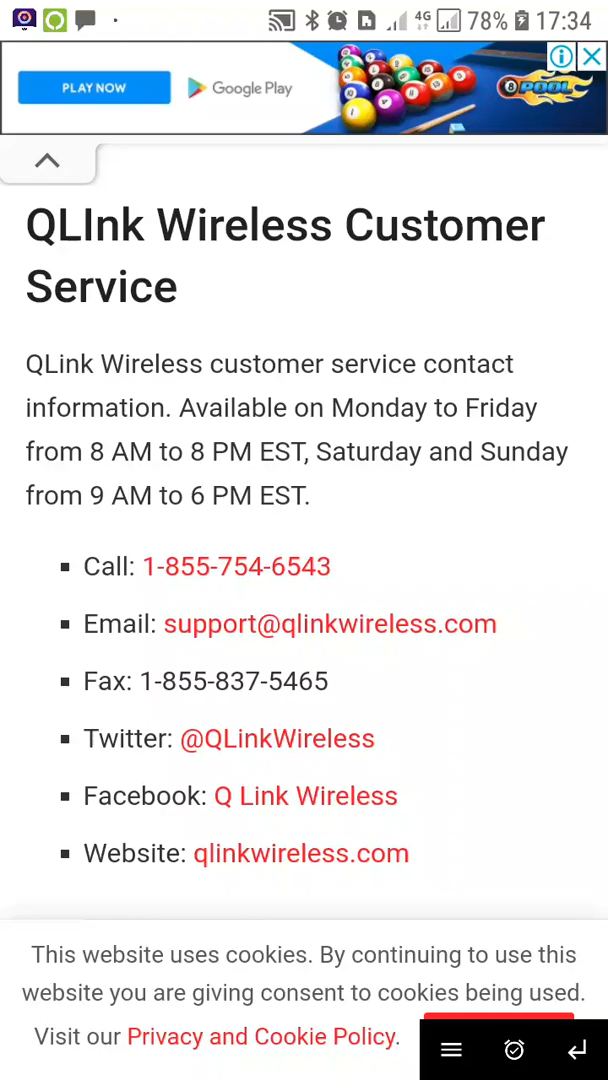 4G 78% 17:34
PLAY NOW
Google Play
8 POOL
QLInk Wireless Customer
Service
QLink Wireless customer service contact
information. Available on Monday to Friday
from 8 AM to 8 PM EST, Saturday and Sunday
from 9 AM to 6 PM EST.
Call: 1-855-754-6543
Email: support@qlinkwireless.com
Fax: 1-855-837-5465
Twitter: @QLinkWireless
Facebook: Q Link Wireless
Website: qlinkwireless.com
This website uses cookies. By continuing to use this
website you are giving consent to cookies being used.
Visit our Privacy and Cookie Policy.